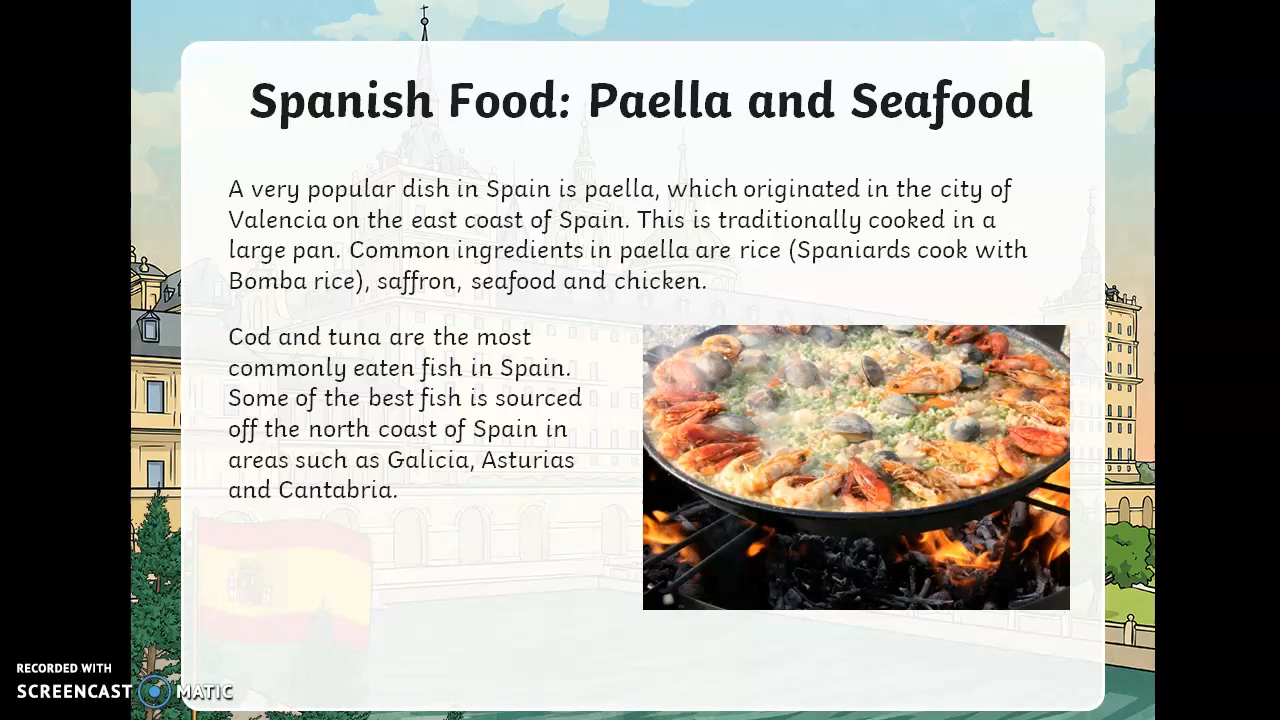 Spanish Food: Paella and Seafood
A very popular dish in Spain is paella, which originated in the city of
Valencia on the east coast of Spain. This is traditionally cooked in a
large pan. Common ingredients in paella are rice (Spaniards cook with
Bomba rice), saffron, seafood and chicken.
Cod and tuna are the most
commonly eaten fish in Spain.
Some of the best fish is sourced
off the north coast of Spain in
areas such as Galicia, Asturias
and Cantabria.
RECORDED WITH
SCREENCAST MATIC